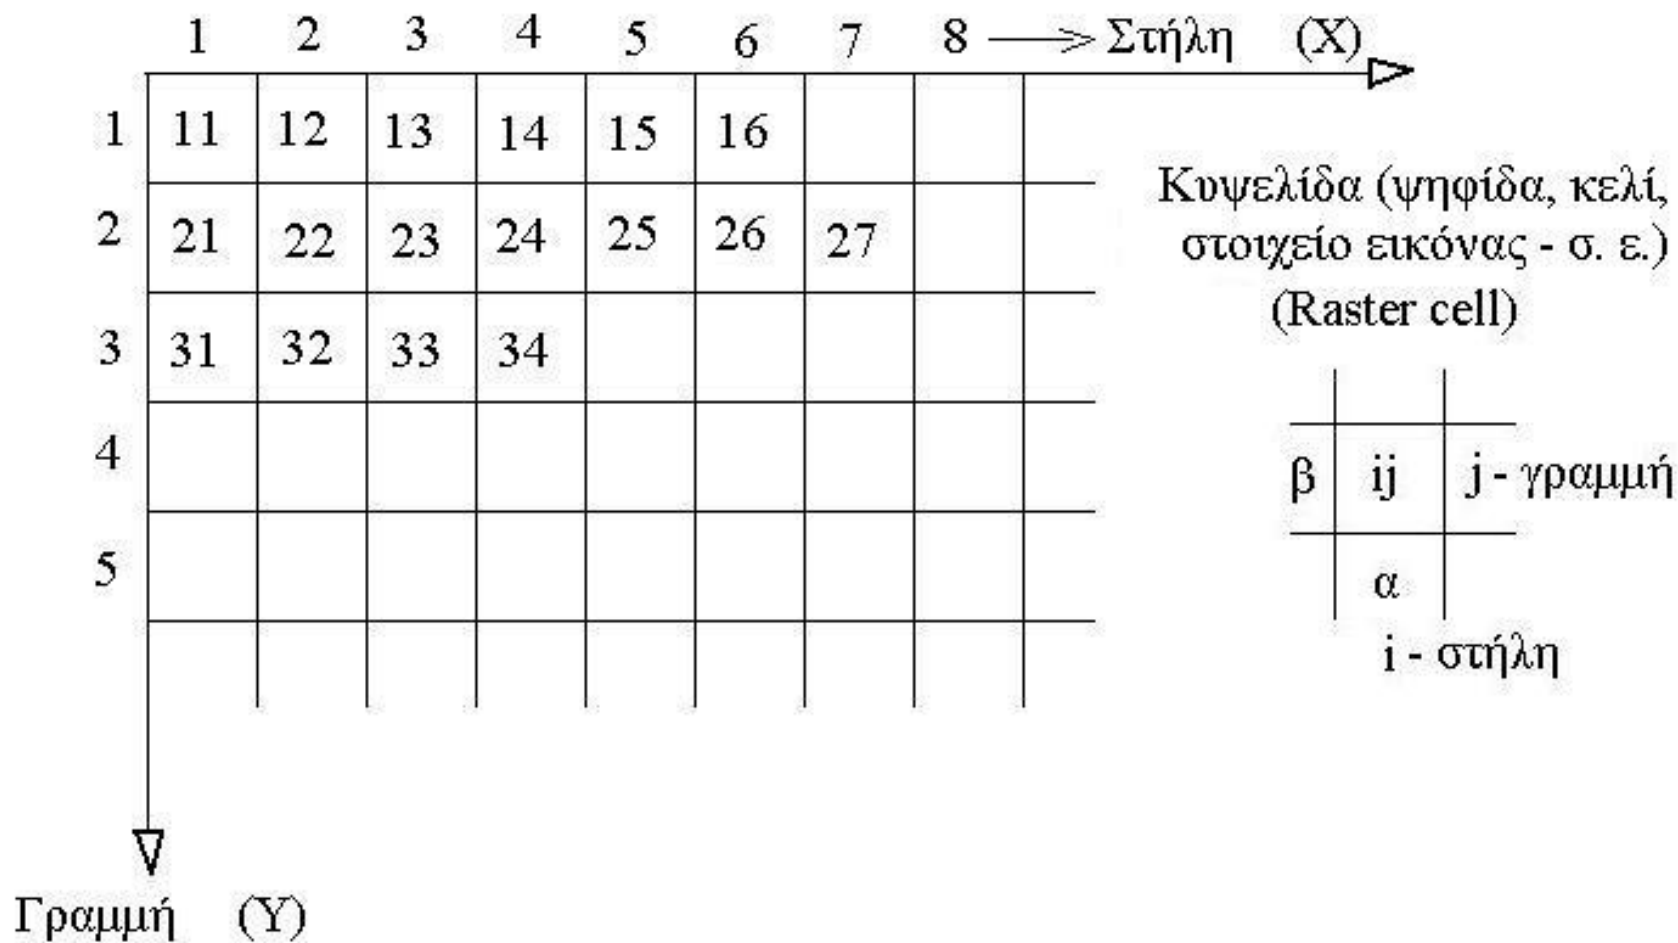 1 2 3 4 5 6 7 8 Στήλη (X)
1 11 12 13 14 15 16
2 21 22 23 24 25 26 27
3 31 32 33 34
4
5
Γραμμή (Y)
Κυψελίδα (ψηφίδα, κελί,
στοιχείο εικόνας - σ. ε.)
(Raster cell)
β ij j - γραμμή
α
i - στήλη